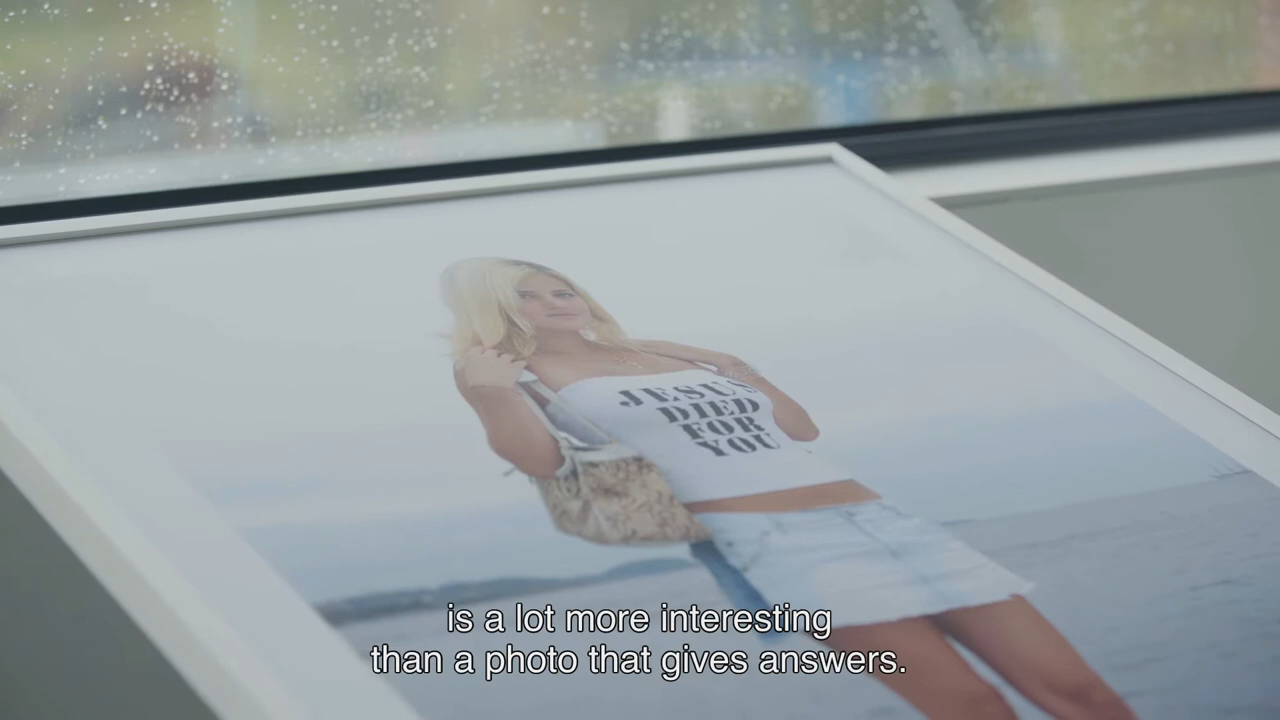 JESUS
DIED
FOR
YOU
is a lot more interesting
than a photo that gives answers.